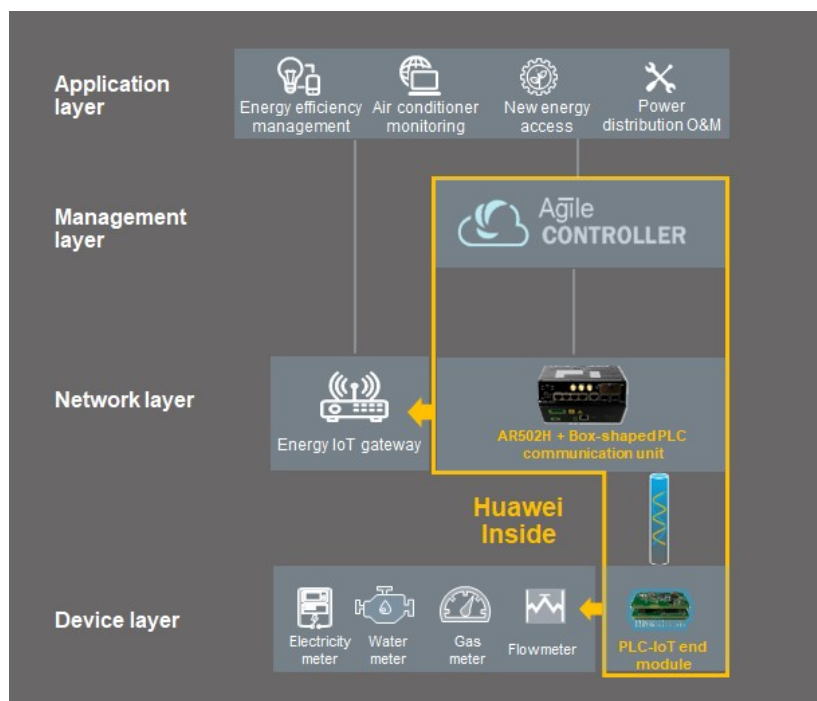 Application
layer
Energy efficiency
management
Air conditioner
monitoring
New energy
access
Power
distribution O&M
Management
layer
Agile
CONTROLLER
Network layer
Energy IoT gateway
AR502H + Box-shaped PLC
communication unit
Huawei
Inside
Device layer
Electricity
meter
Water
meter
Gas
meter
Flowmeter
PLC-IoT end
module